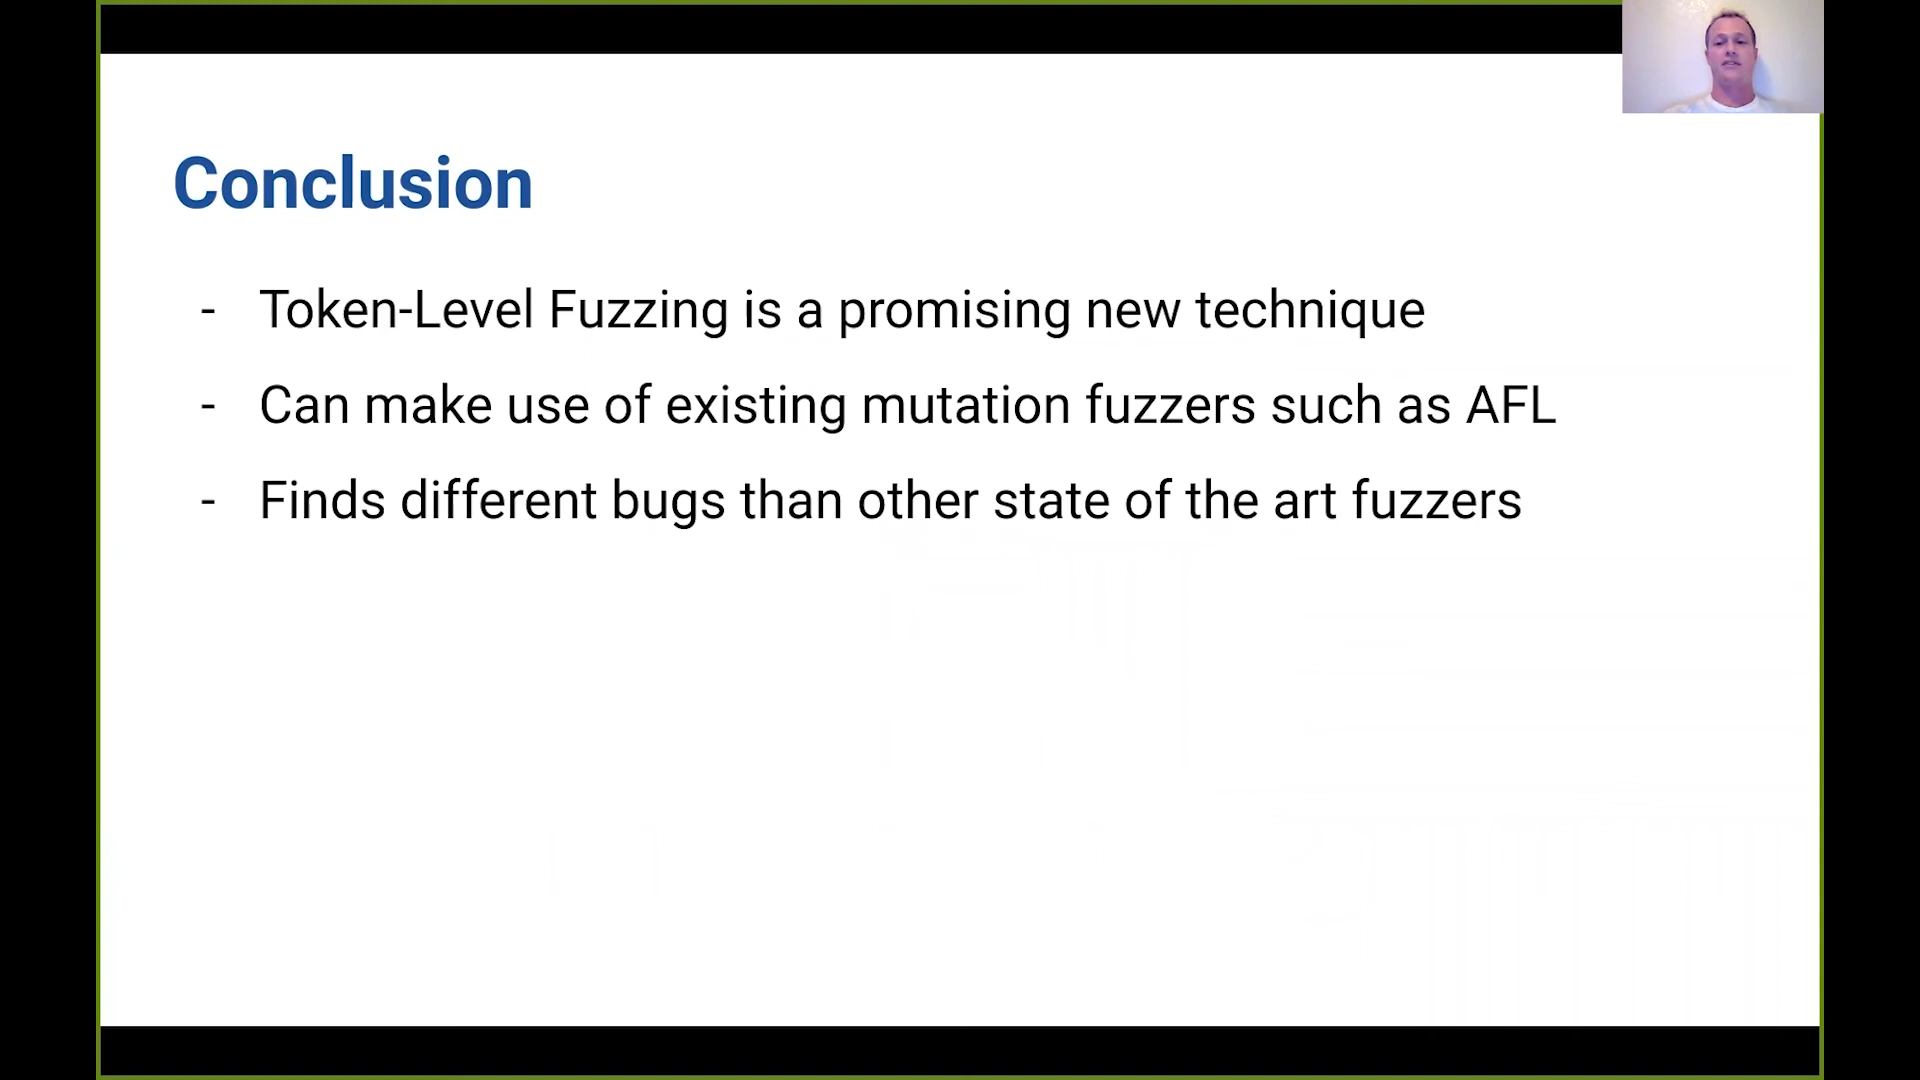 Conclusion
- Token-Level Fuzzing is a promising new technique
- Can make use of existing mutation fuzzers such as AFL
- Finds different bugs than other state of the art fuzzers